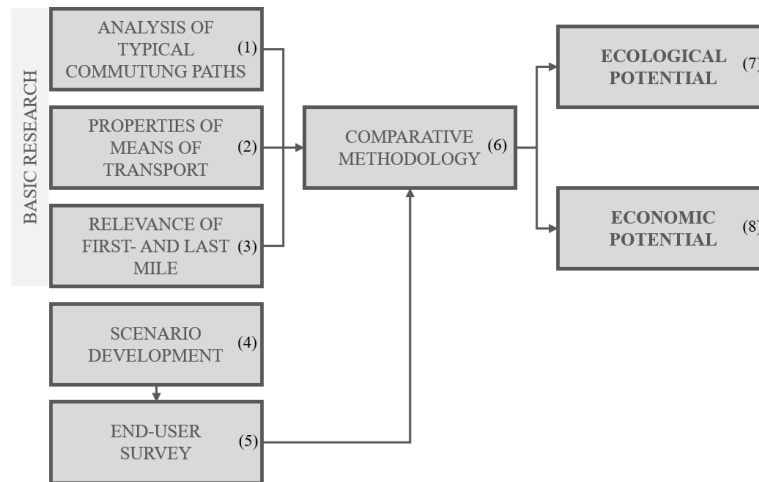 BASIC RESEARCH
ANALYSIS OF
TYPICAL
COMMUTUNG PATHS
(1)
PROPERTIES OF
MEANS OF
TRANSPORT
(2)
RELEVANCE OF
FIRST- AND LAST
MILE
(3)
SCENARIO
DEVELOPMENT
(4)
END-USER
SURVEY
(5)
COMPARATIVE
METHODOLOGY
(6)
ECOLOGICAL
POTENTIAL
(7)
ECONOMIC
POTENTIAL
(8)